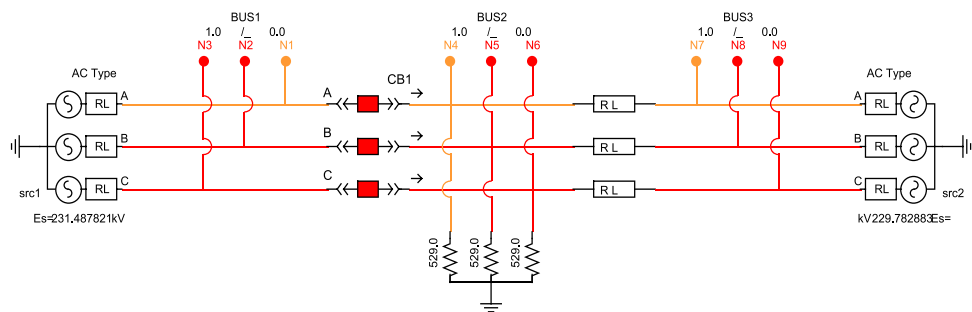 BUS1
1.0 /_ 0.0
N3 N2 N1
BUS2
1.0 /_ 0.0
N4 N5 N6
BUS3
1.0 /_ 0.0
N7 N8 N9
AC Type
CB1
AC Type
RL A
A
R L
A RL
RL B
B
R L
B RL
RL C
C
R L
C RL
src1
src2
Es=231.487821kV
529.0 529.0 529.0